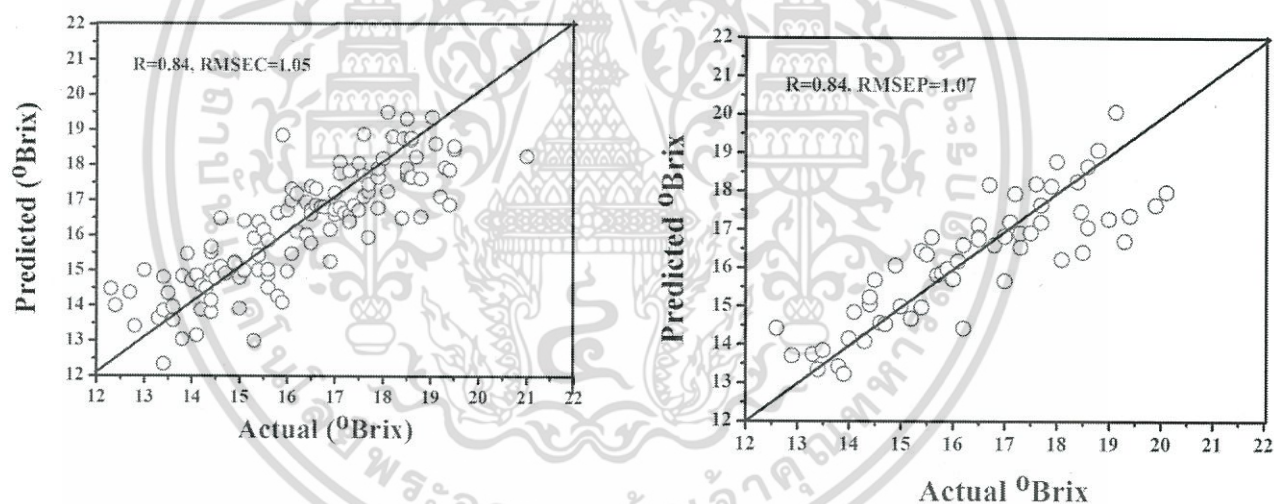 22
21
20
19
18
17
16
15
14
13
12
Predicted (⁰Brix)
R=0.84, RMSEC=1.05
12 13 14 15 16 17 18 19 20 21 22
Actual (⁰Brix)
22
21
20
19
18
17
16
15
14
13
12
Predicted ⁰Brix
R=0.84. RMSEP=1.07
12 13 14 15 16 17 18 19 20 21 22
Actual ⁰Brix